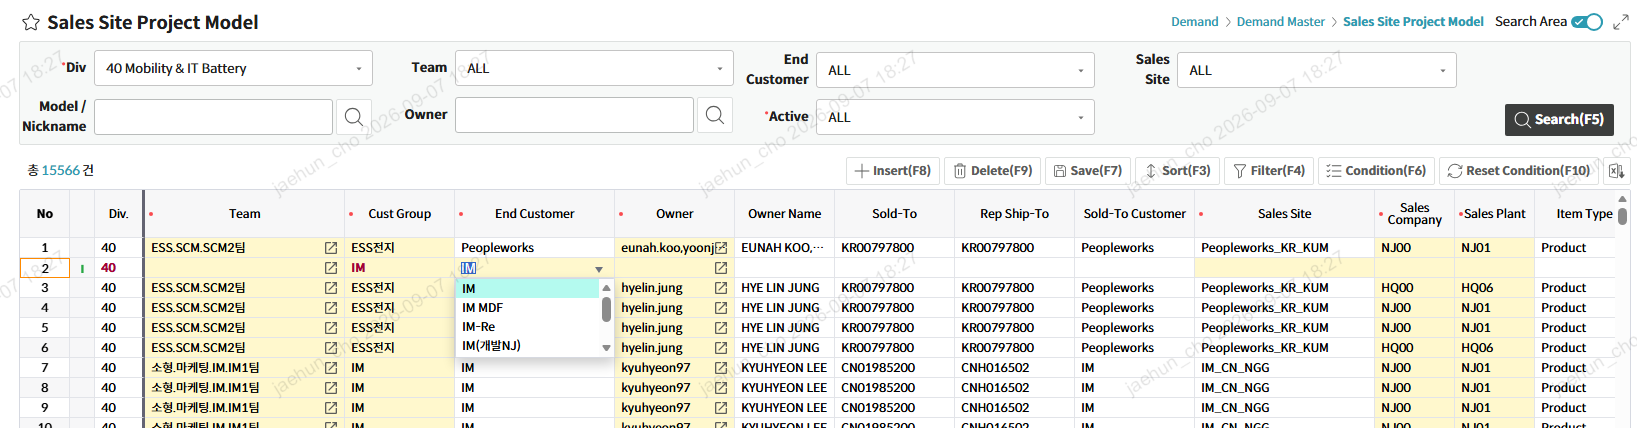 Sales Site Project Model
Demand > Demand Master > Sales Site Project Model Search Area
*Div 40 Mobility & IT Battery Team ALL End Customer ALL Sales Site ALL
Model / Nickname Owner *Active ALL Search(F5)
총 15566 건 Insert(F8) Delete(F9) Save(F7) Sort(F3) Filter(F4) Condition(F6) Reset Condition(F10)
No Div. Team Cust Group End Customer Owner Owner Name Sold-To Rep Ship-To Sold-To Customer Sales Site Sales Company Sales Plant Item Type
1 40 ESS.SCM.SCM2팀 ESS전지 Peopleworks eunah.koo,yoonj EUNAH KOO,... KR00797800 KR00797800 Peopleworks Peopleworks_KR_KUM NJ00 NJ01 Product
2 I 40 IM IM
IM
IM MDF
IM-Re
IM(개발NJ)
3 40 ESS.SCM.SCM2팀 ESS전지 hyelin.jung HYE LIN JUNG KR00797800 KR00797800 Peopleworks Peopleworks_KR_KUM HQ00 HQ06 Product
4 40 ESS.SCM.SCM2팀 ESS전지 hyelin.jung HYE LIN JUNG KR00797800 KR00797800 Peopleworks Peopleworks_KR_KUM NJ00 NJ01 Product
5 40 ESS.SCM.SCM2팀 ESS전지 hyelin.jung HYE LIN JUNG KR00797800 KR00797800 Peopleworks Peopleworks_KR_KUM NJ00 NJ01 Product
6 40 ESS.SCM.SCM2팀 ESS전지 hyelin.jung HYE LIN JUNG KR00797800 KR00797800 Peopleworks Peopleworks_KR_KUM HQ00 HQ06 Product
7 40 소형.마케팅.IM.IM1팀 IM IM kyuhyeon97 KYUHYEON LEE CN01985200 CNH016502 IM IM_CN_NGG NJ00 NJ01 Product
8 40 소형.마케팅.IM.IM1팀 IM IM kyuhyeon97 KYUHYEON LEE CN01985200 CNH016502 IM IM_CN_NGG NJ00 NJ01 Product
9 40 소형.마케팅.IM.IM1팀 IM IM kyuhyeon97 KYUHYEON LEE CN01985200 CNH016502 IM IM_CN_NGG NJ00 NJ01 Product
jaehun_cho 2026-09-07 18:27
jaehun_cho 2026-09-07 18:27
jaehun_cho